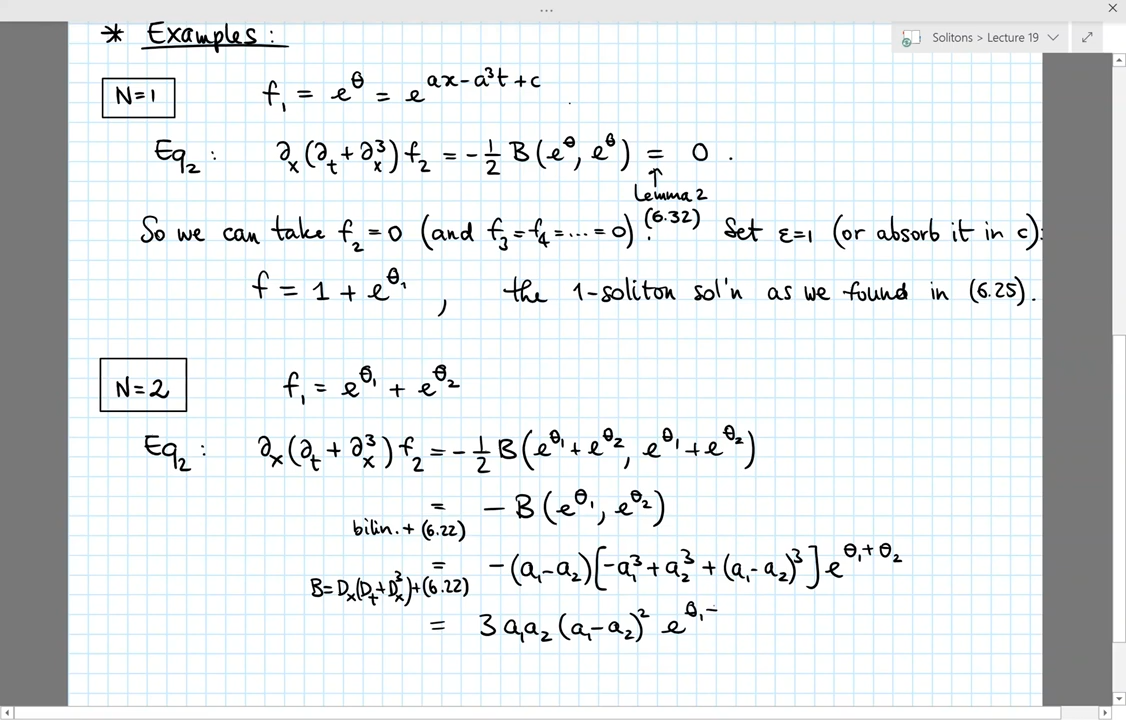 Solitons > Lecture 19
* Examples:
N=1 f₁ = e^θ = e^{ax-a³t+c}
Eq₂ : ∂ₓ(∂ₜ+∂ₓ³)f₂ = -½ B(e^θ, e^θ) = 0 .
↑
Lemma 2
(6.32)
So we can take f₂=0 (and f₃=f₄=...=0) . Set ε=1 (or absorb it in c):
f = 1 + e^{θ₁} , the 1-soliton sol'n as we found in (6.25).
N=2 f₁ = e^{θ₁} + e^{θ₂}
Eq₂ : ∂ₓ(∂ₜ+∂ₓ³)f₂ = -½ B(e^{θ₁}+e^{θ₂}, e^{θ₁}+e^{θ₂})
= -B(e^{θ₁}, e^{θ₂})
bilin.+(6.22)
= -(a₁-a₂)[-a₁³+a₂³+(a₁-a₂)³]e^{θ₁+θ₂}
B=Dₓ(Dₜ+Dₓ³)+(6.22)
= 3a₁a₂(a₁-a₂)² e^{θ₁-}